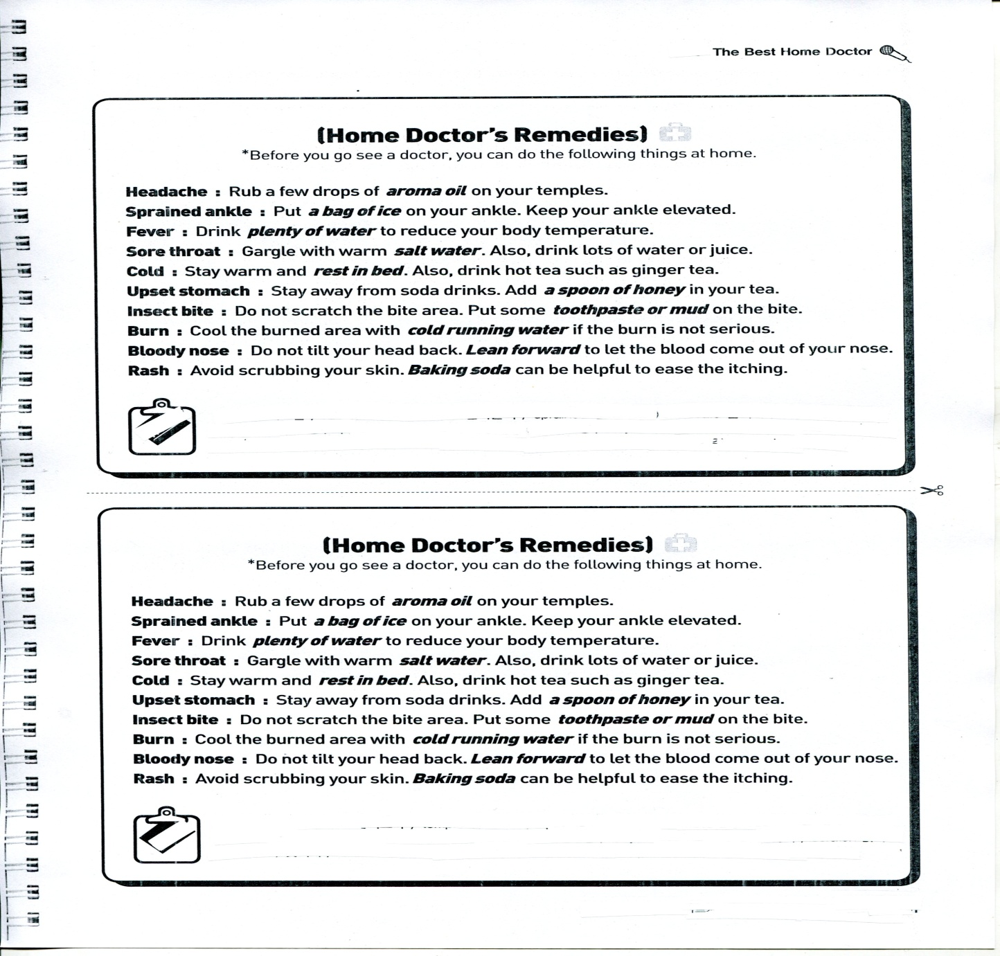 The Best Home Doctor
(Home Doctor's Remedies)
*Before you go see a doctor, you can do the following things at home.
Headache : Rub a few drops of aroma oil on your temples.
Sprained ankle : Put a bag of ice on your ankle. Keep your ankle elevated.
Fever : Drink plenty of water to reduce your body temperature.
Sore throat : Gargle with warm salt water. Also, drink lots of water or juice.
Cold : Stay warm and rest in bed. Also, drink hot tea such as ginger tea.
Upset stomach : Stay away from soda drinks. Add a spoon of honey in your tea.
Insect bite : Do not scratch the bite area. Put some toothpaste or mud on the bite.
Burn : Cool the burned area with cold running water if the burn is not serious.
Bloody nose : Do not tilt your head back. Lean forward to let the blood come out of your nose.
Rash : Avoid scrubbing your skin. Baking soda can be helpful to ease the itching.
(Home Doctor's Remedies)
*Before you go see a doctor, you can do the following things at home.
Headache : Rub a few drops of aroma oil on your temples.
Sprained ankle : Put a bag of ice on your ankle. Keep your ankle elevated.
Fever : Drink plenty of water to reduce your body temperature.
Sore throat : Gargle with warm salt water. Also, drink lots of water or juice.
Cold : Stay warm and rest in bed. Also, drink hot tea such as ginger tea.
Upset stomach : Stay away from soda drinks. Add a spoon of honey in your tea.
Insect bite : Do not scratch the bite area. Put some toothpaste or mud on the bite.
Burn : Cool the burned area with cold running water if the burn is not serious.
Bloody nose : Do not tilt your head back. Lean forward to let the blood come out of your nose.
Rash : Avoid scrubbing your skin. Baking soda can be helpful to ease the itching.